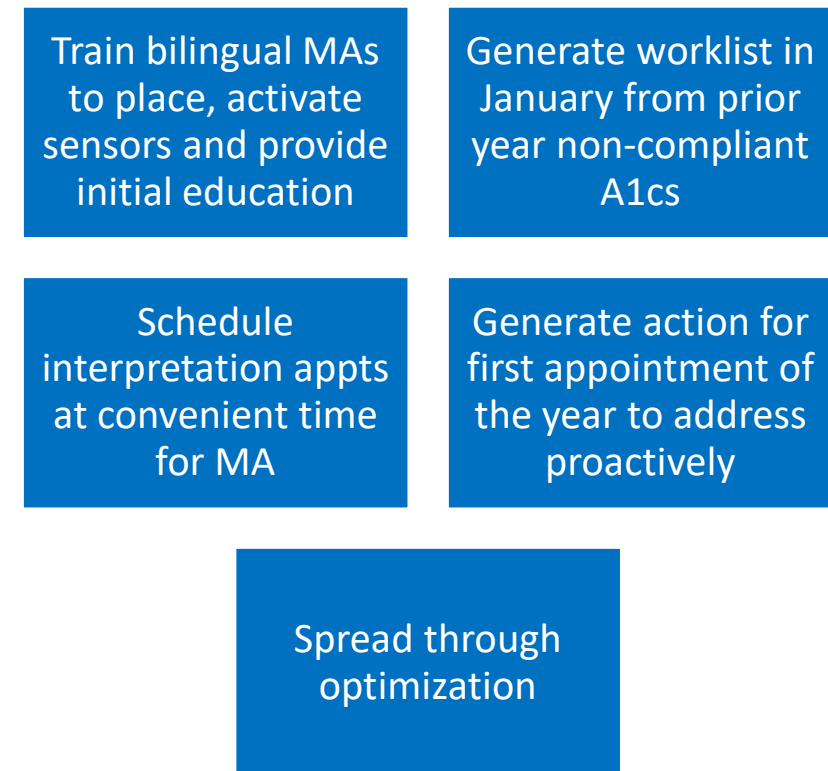 Train bilingual MAs
to place, activate
sensors and provide
initial education
Generate worklist in
January from prior
year non-compliant
A1cs
Schedule
interpretation appts
at convenient time
for MA
Generate action for
first appointment of
the year to address
proactively
Spread through
optimization